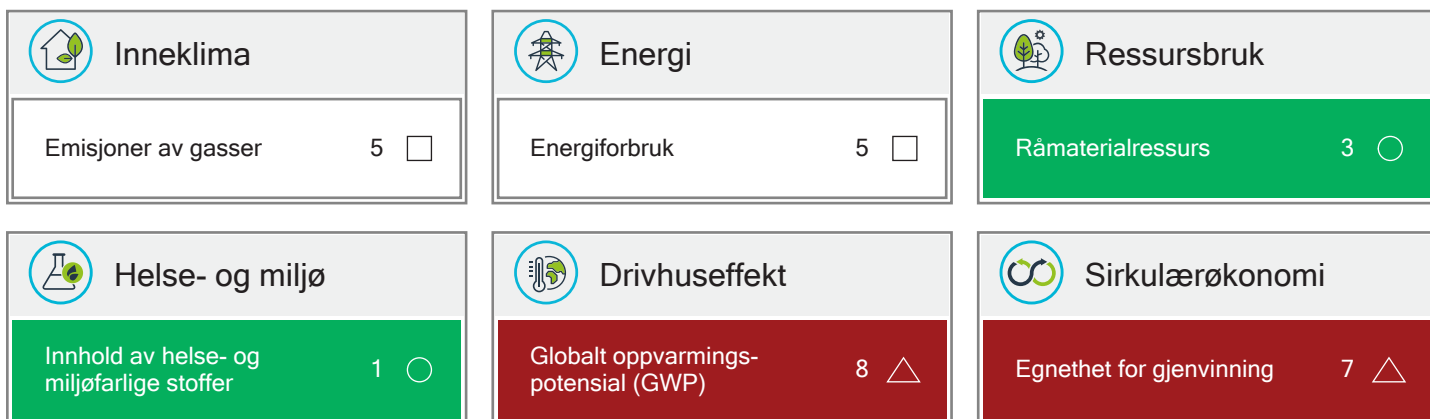 Inneklima
Emisjoner av gasser 5
Energi
Energiforbruk 5
Ressursbruk
Råmaterialressurs 3
Helse- og miljø
Innhold av helse- og
miljøfarlige stoffer 1
Drivhuseffekt
Globalt oppvarmings-
potensial (GWP) 8
Sirkulærøkonomi
Egnethet for gjenvinning 7